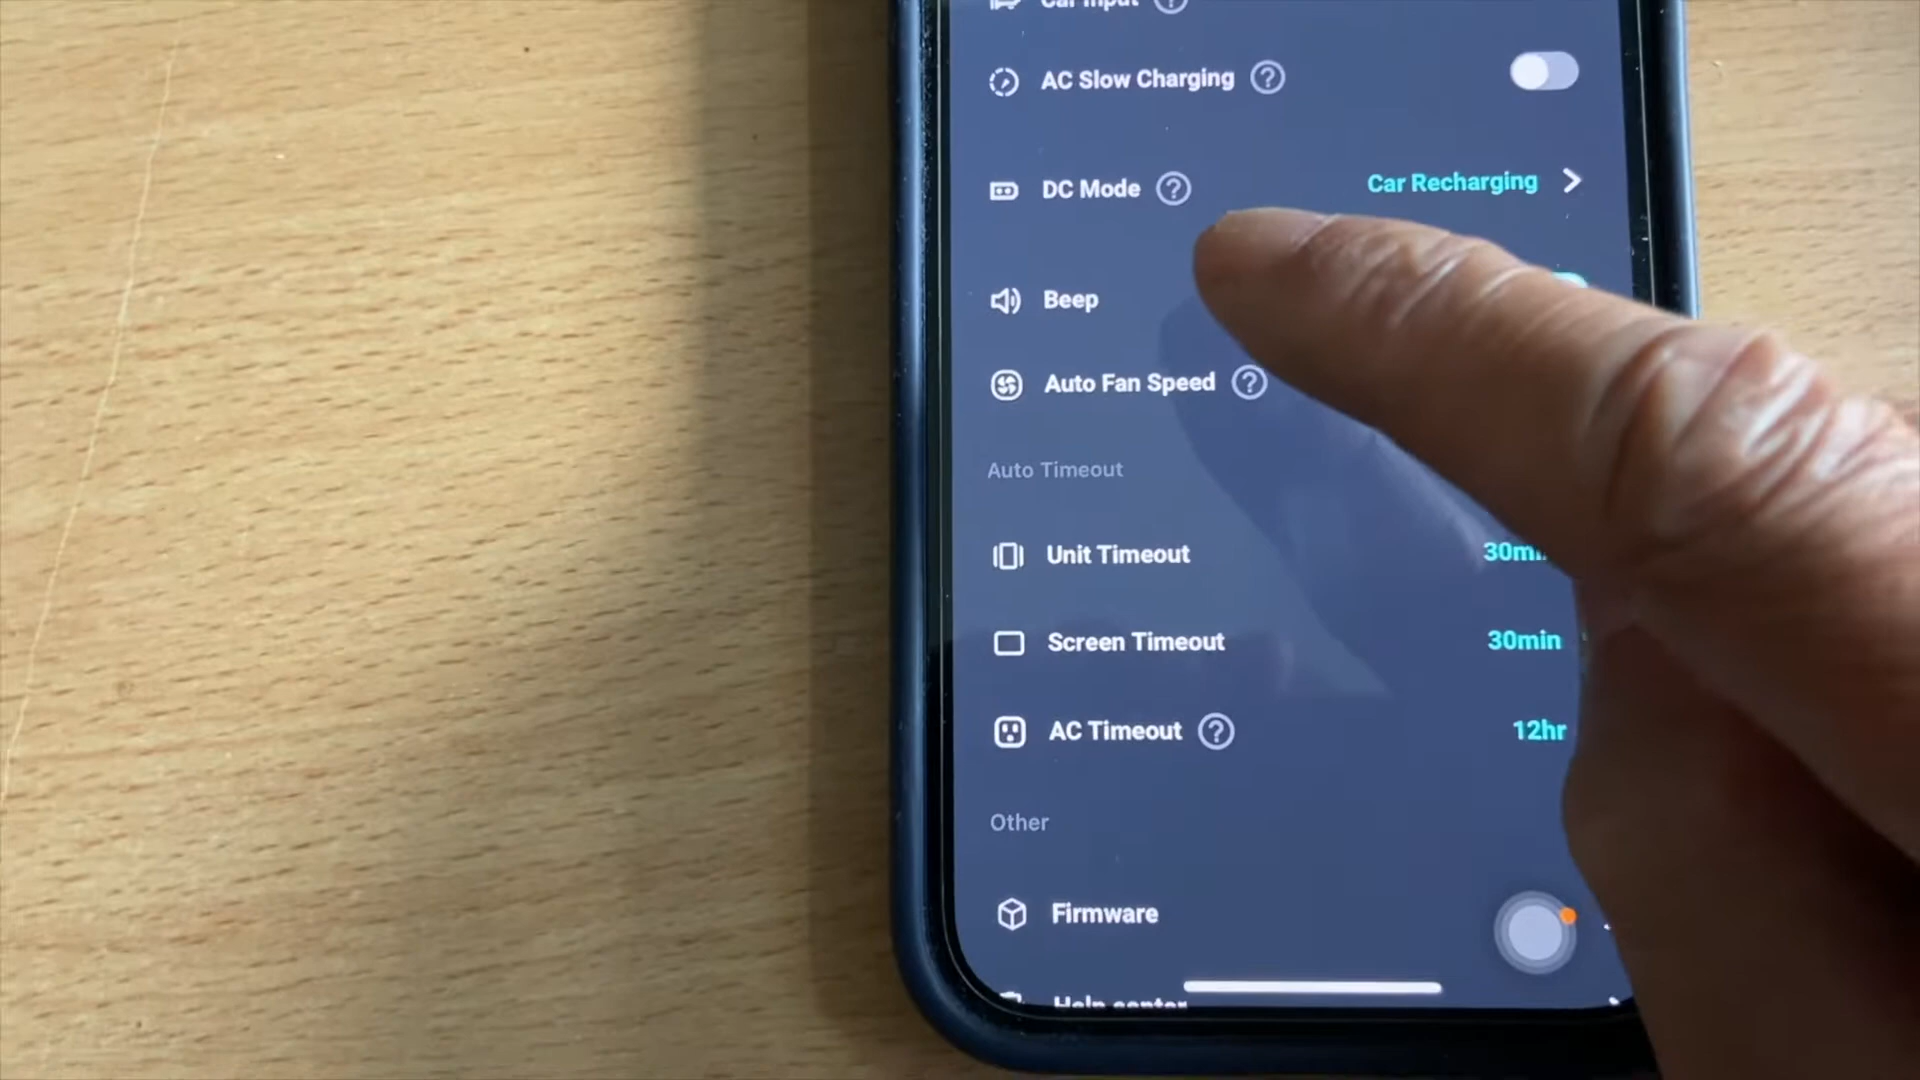 Car Input
AC Slow Charging
DC Mode Car Recharging
Beep
Auto Fan Speed
Auto Timeout
Unit Timeout 30m
Screen Timeout 30min
AC Timeout 12hr
Other
Firmware
Help center